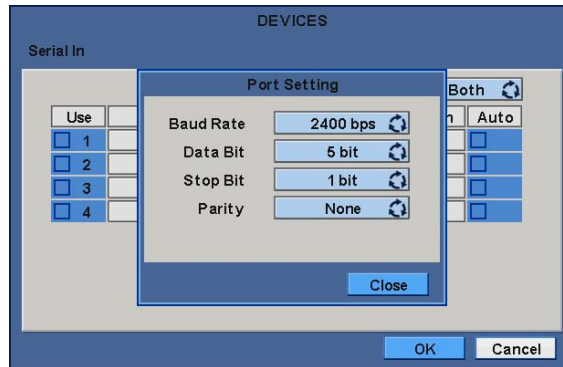 DEVICES
Serial In
Port Setting
Both
Use
Auto
Baud Rate 2400 bps
1
Data Bit 5 bit
2
Stop Bit 1 bit
3
Parity None
4
Close
OK Cancel